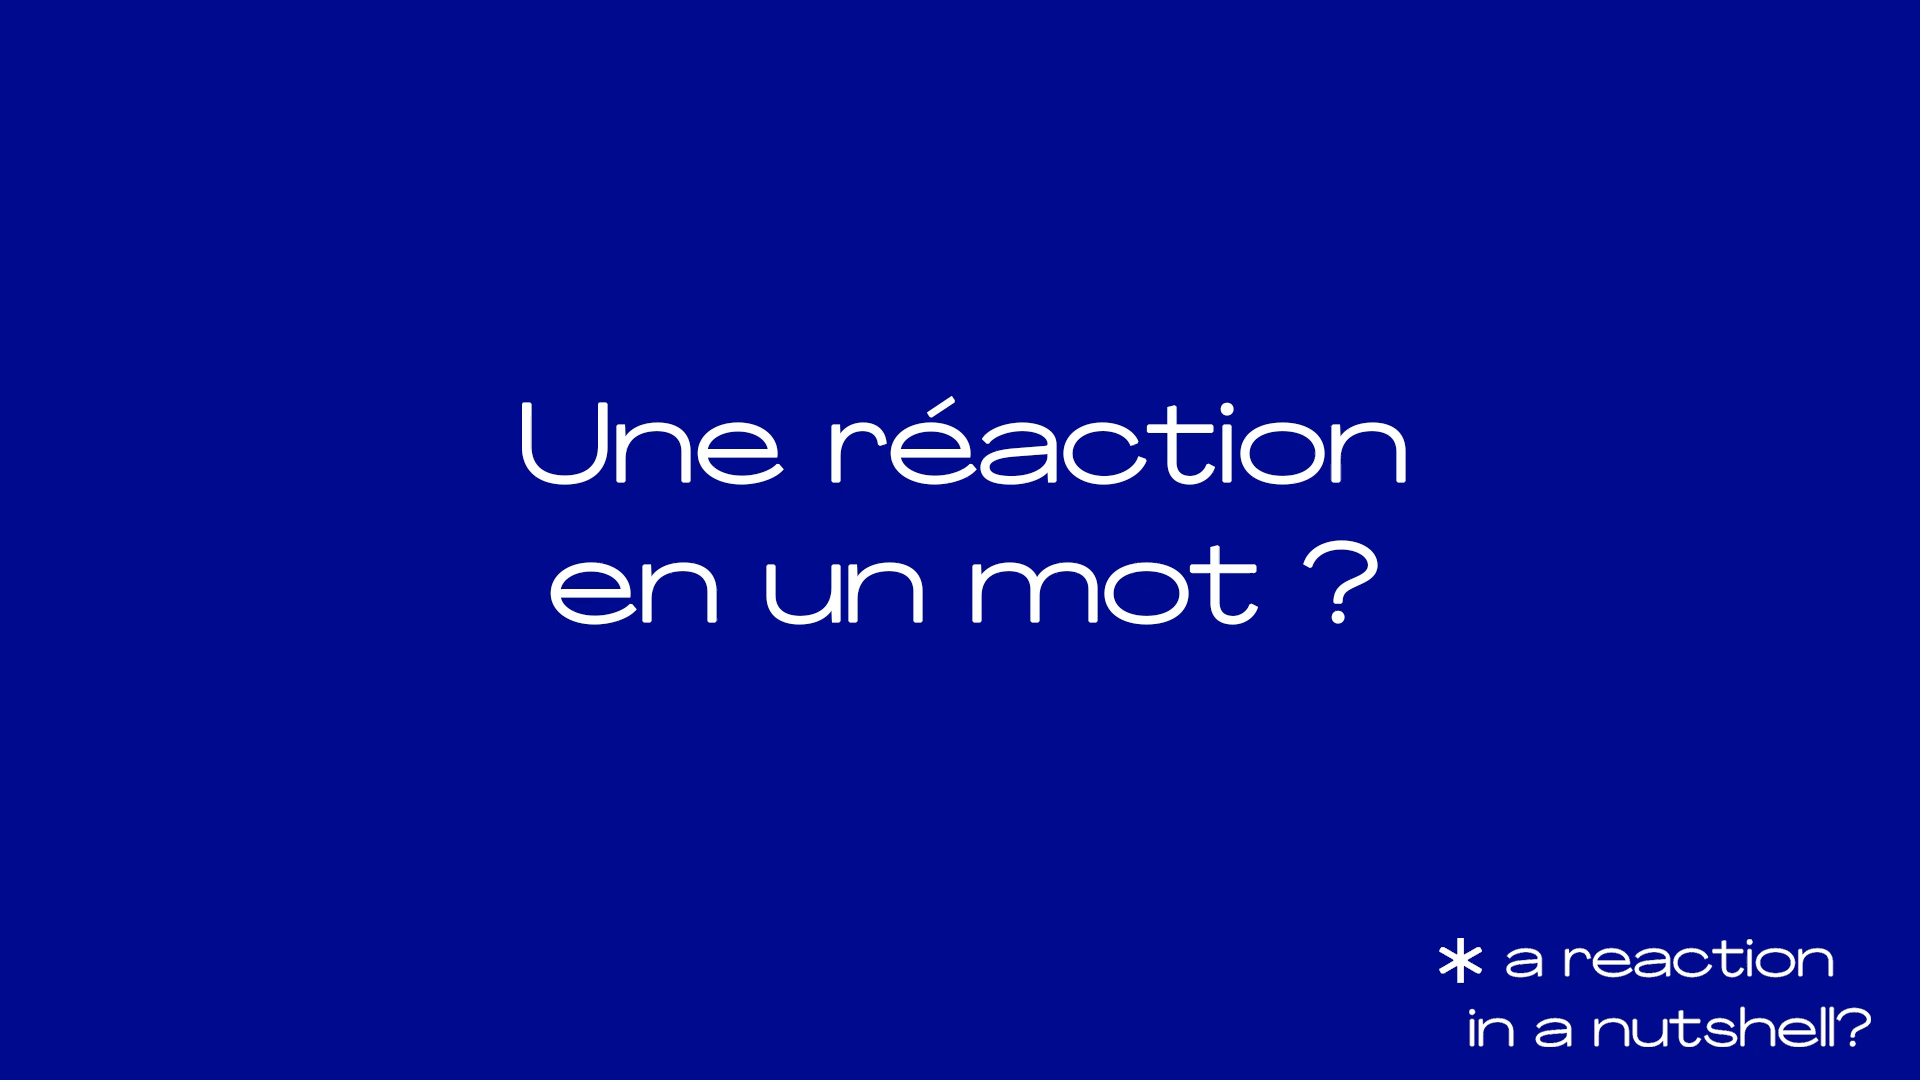 Une réaction
en un mot ?
* a reaction
in a nutshell?